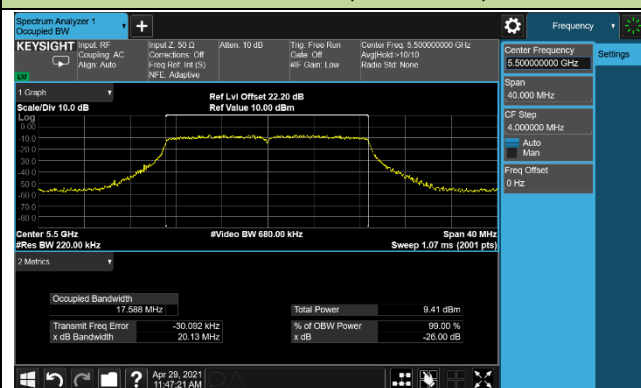 Spectrum Analyzer 1
Occupied BW
Frequency
KEYSIGHT
Input: RF
Coupling: AC
Align: Auto
Input Z: 50 Ω
Corrections: Off
Freq Ref: Int (S)
NFE: Adaptive
Atten: 10 dB
Trig: Free Run
Gate: Off
#IF Gain: Low
Center Freq: 5.500000000 GHz
Avg|Hold:>10/10
Radio Std: None
LXI
Center Frequency
5.500000000 GHz
Settings
Span
40.000 MHz
CF Step
4.000000 MHz
Auto
Man
Freq Offset
0 Hz
1 Graph
Scale/Div 10.0 dB
Ref Lvl Offset 22.20 dB
Ref Value 10.00 dBm
Log
0.00
-10.0
-20.0
-30.0
-40.0
-50.0
-60.0
-70.0
-80.0
Center 5.5 GHz
#Video BW 680.00 kHz
Span 40 MHz
#Res BW 220.00 kHz
Sweep 1.07 ms (2001 pts)
2 Metrics
Occupied Bandwidth
17.588 MHz
Total Power
9.41 dBm
Transmit Freq Error
-30.092 kHz
% of OBW Power
99.00 %
x dB Bandwidth
20.13 MHz
x dB
-26.00 dB
?
Apr 29, 2021
11:47:21 AM